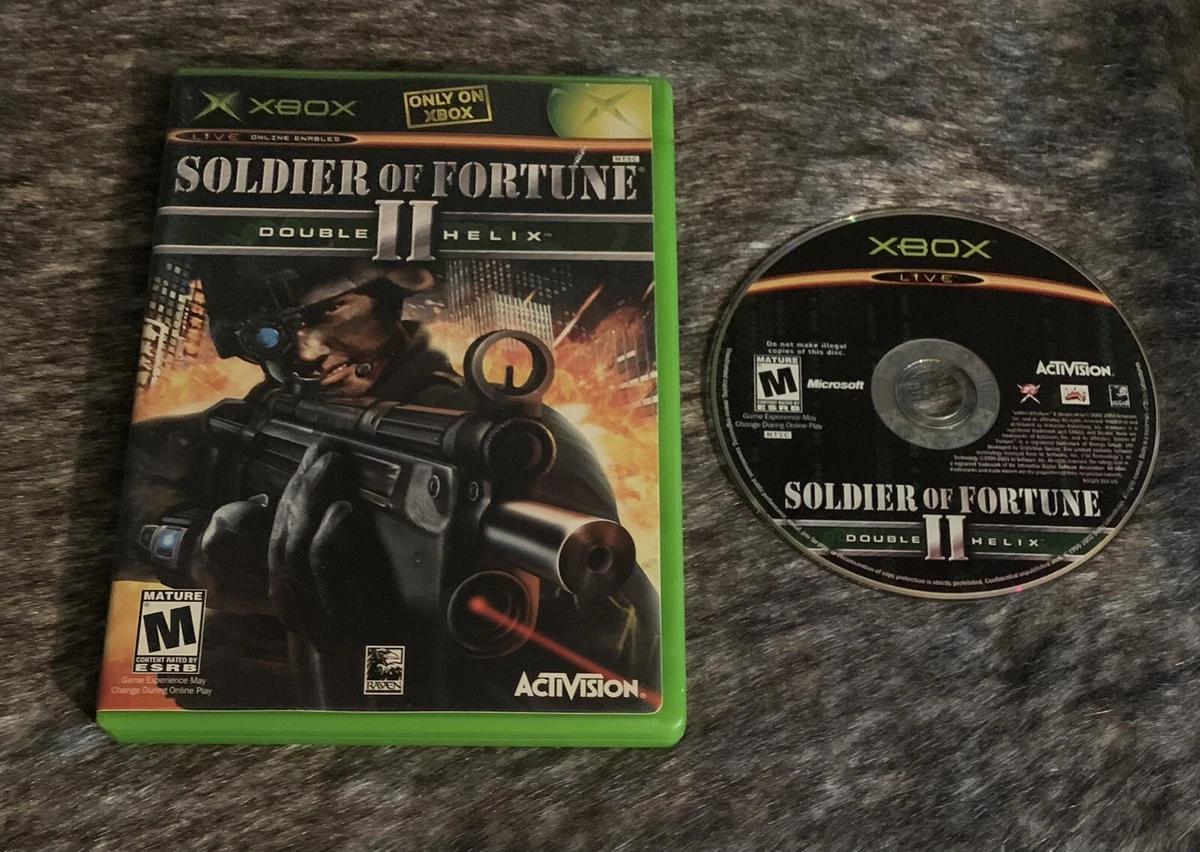 XBOX
ONLY ON
XBOX
LIVE ONLINE ENABLED
NTSC
SOLDIER OF FORTUNE
II
DOUBLE HELIX™
MATURE
M
CONTENT RATED BY
ESRB
Game Experience May
Change During Online Play
RAVEN
ACTIVISION®
XBOX™
LIVE
Do not make illegal
copies of this disc.
MATURE
M
CONTENT RATED BY
ESRB
Microsoft
Game Experience May
Change During Online Play
NTSC
ACTIVISION.
SOLDIER OF FORTUNE
II
DOUBLE HELIX